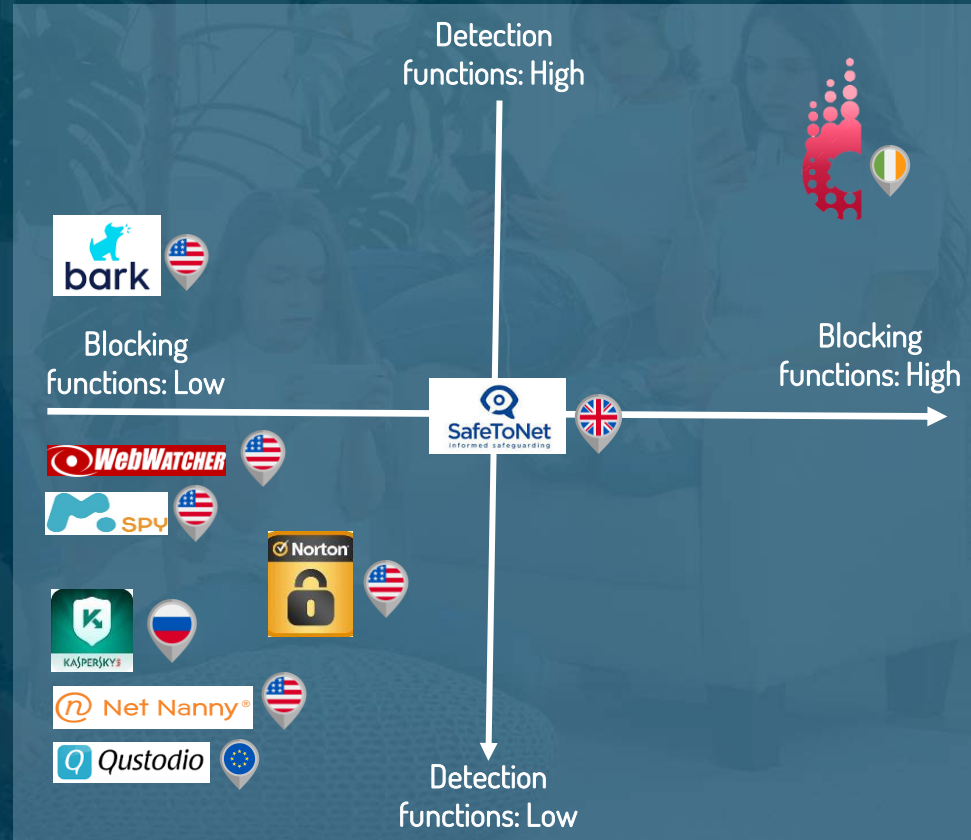 Detection
functions: High
bark
Blocking
functions: Low
Blocking
functions: High
SafeToNet
informed safeguarding
WEBWATCHER
SPY
Norton
KASPERSKY
Net Nanny®
Qustodio
Detection
functions: Low